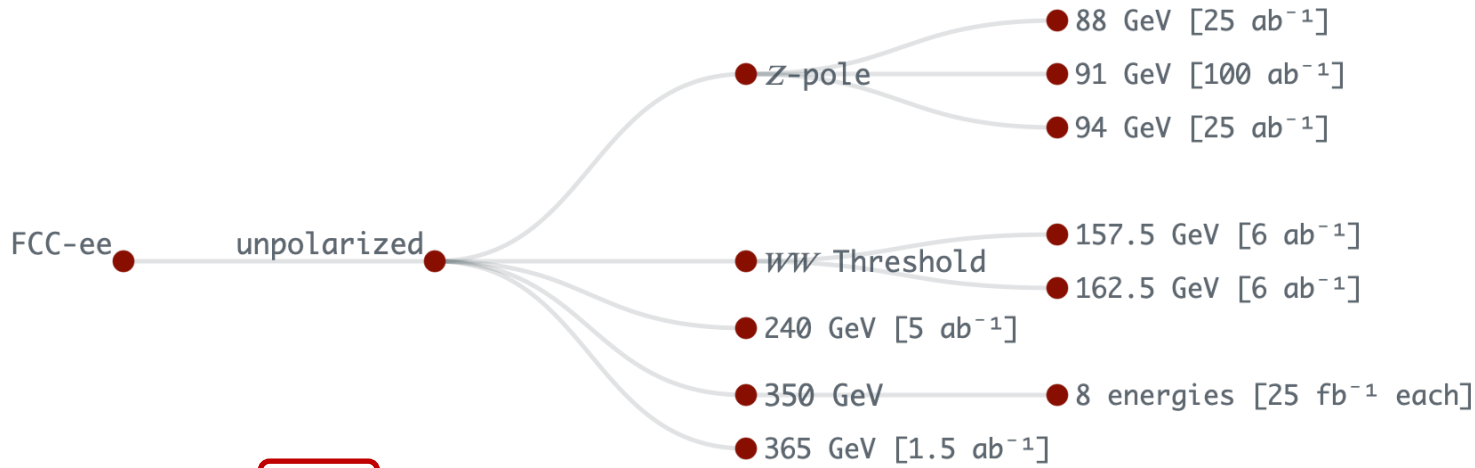 FCC-ee
unpolarized
Z-pole
88 GeV [25 ab⁻¹]
91 GeV [100 ab⁻¹]
94 GeV [25 ab⁻¹]
WW Threshold
157.5 GeV [6 ab⁻¹]
162.5 GeV [6 ab⁻¹]
240 GeV [5 ab⁻¹]
350 GeV
8 energies [25 fb⁻¹ each]
365 GeV [1.5 ab⁻¹]